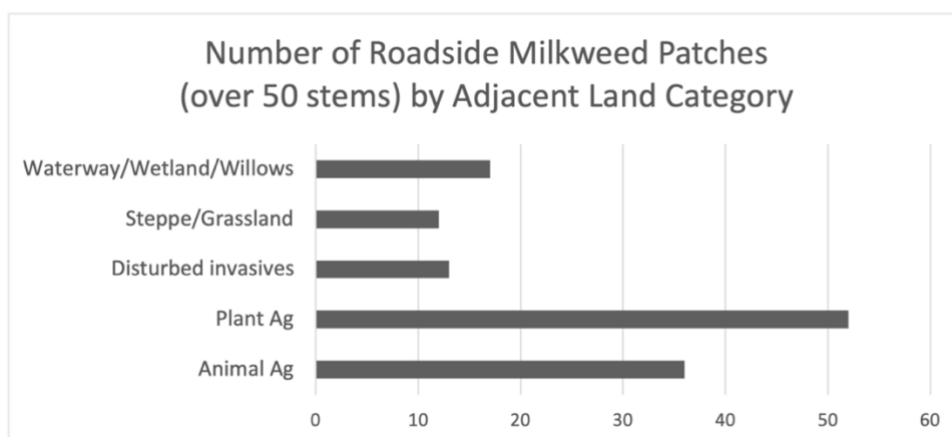 Number of Roadside Milkweed Patches
(over 50 stems) by Adjacent Land Category
Waterway/Wetland/Willows
Steppe/Grassland
Disturbed invasives
Plant Ag
Animal Ag
0 10 20 30 40 50 60